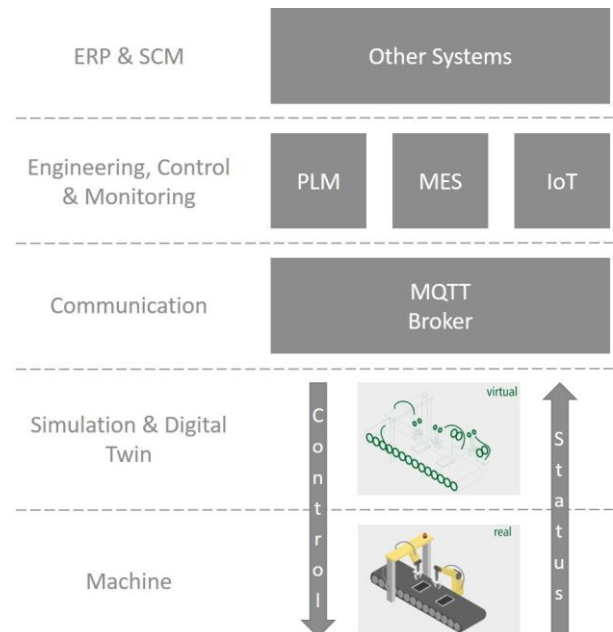 ERP & SCM
Other Systems
Engineering, Control
& Monitoring
PLM
MES
IoT
Communication
MQTT
Broker
Simulation & Digital
Twin
Control
virtual
Status
Machine
real